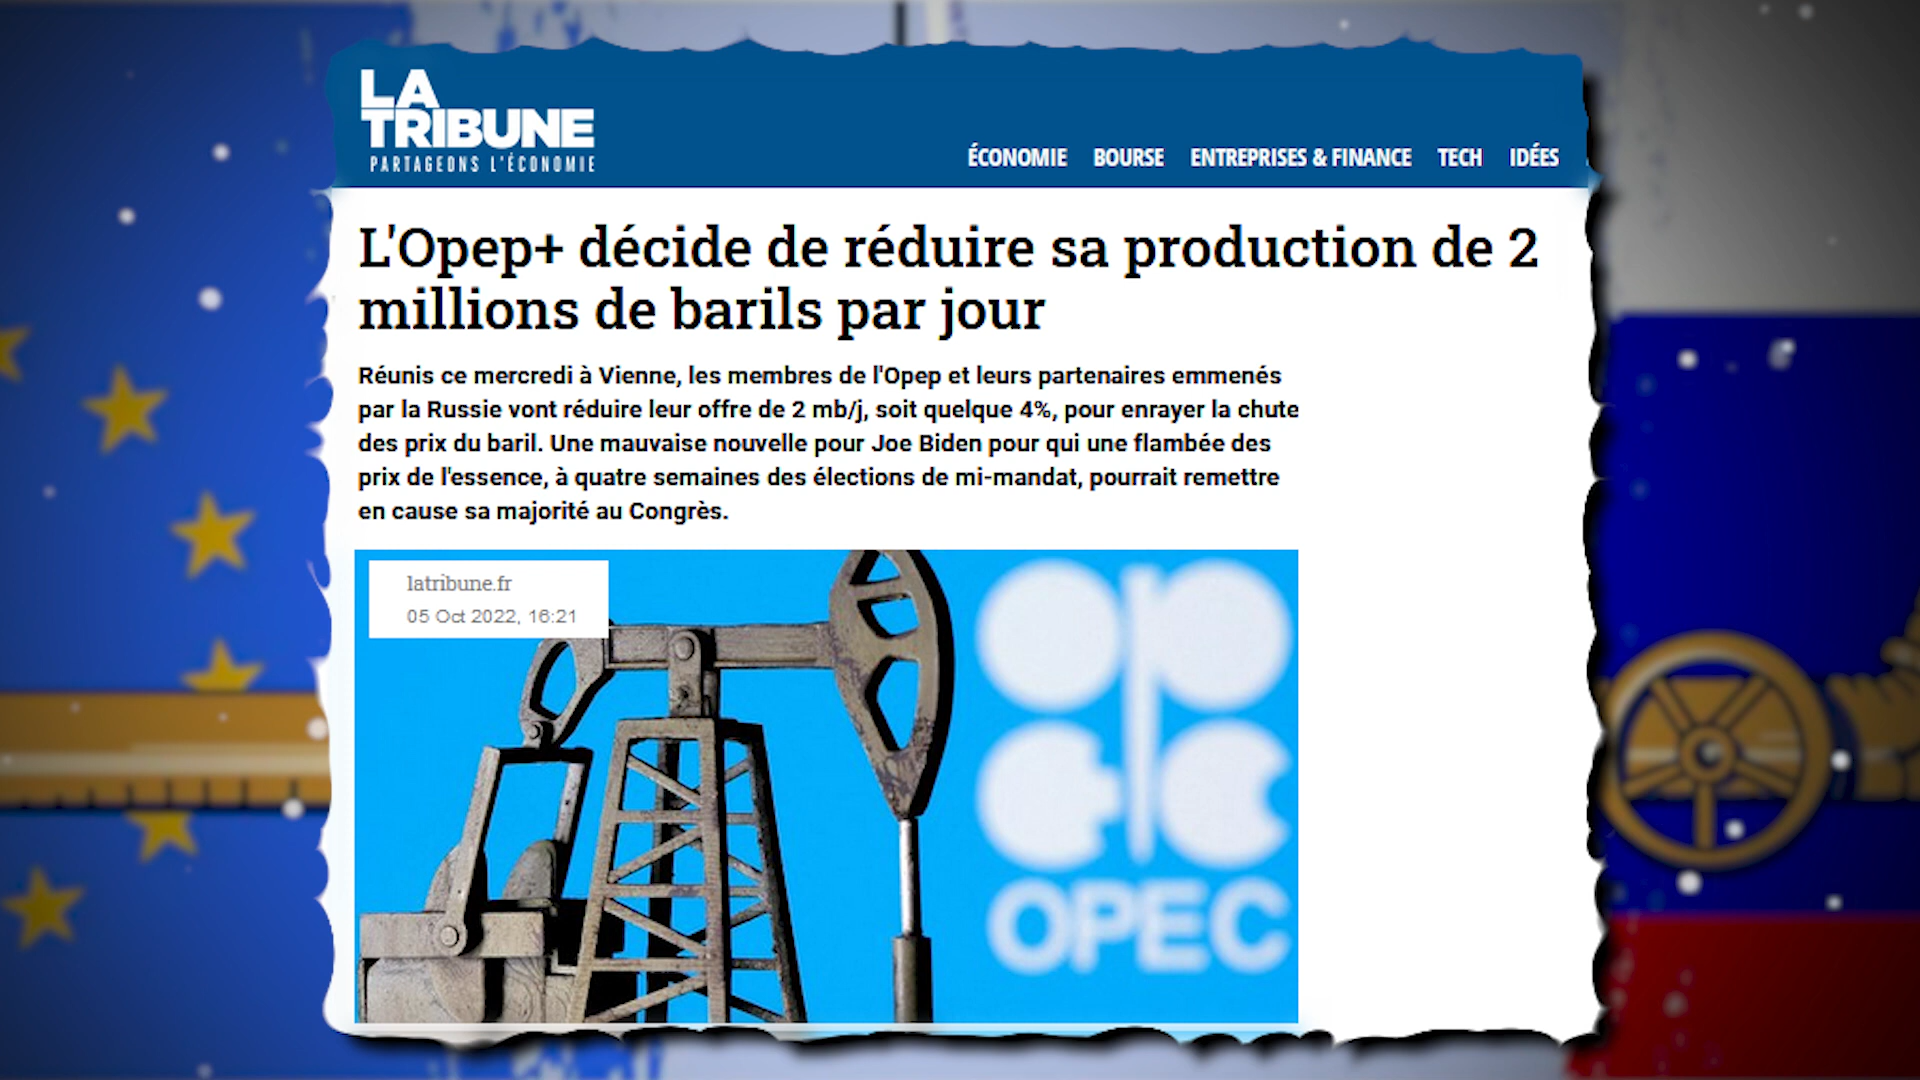 LA
TRIBUNE
PARTAGEONS L'ÉCONOMIE
ÉCONOMIE BOURSE ENTREPRISES & FINANCE TECH IDÉES
L'Opep+ décide de réduire sa production de 2
millions de barils par jour
Réunis ce mercredi à Vienne, les membres de l'Opep et leurs partenaires emmenés
par la Russie vont réduire leur offre de 2 mb/j, soit quelque 4%, pour enrayer la chute
des prix du baril. Une mauvaise nouvelle pour Joe Biden pour qui une flambée des
prix de l'essence, à quatre semaines des élections de mi-mandat, pourrait remettre
en cause sa majorité au Congrès.
latribune.fr
05 Oct 2022, 16:21
OPEC